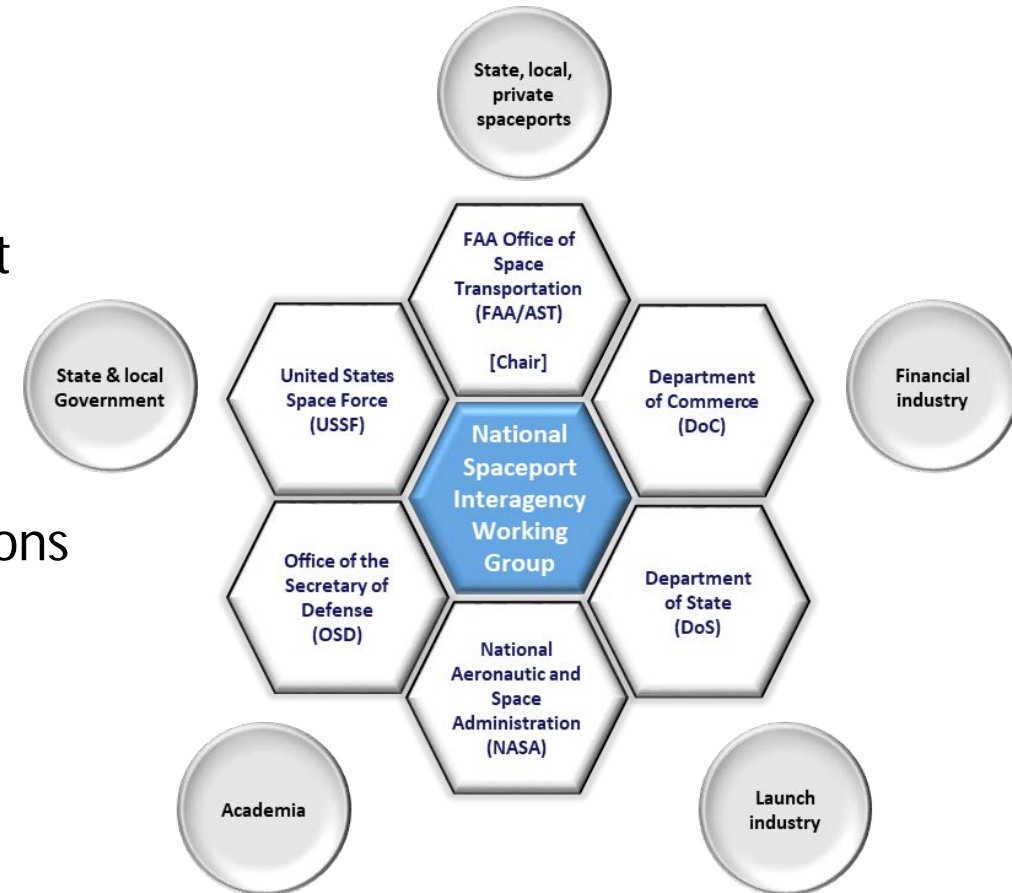 State, local,
private
spaceports
FAA Office of
Space
Transportation
(FAA/AST)
[Chair]
t
State & local
Government
United States
Space Force
(USSF)
Department
of Commerce
(DoC)
Financial
industry
National
Spaceport
Interagency
Working
Group
ons
Office of the
Secretary of
Defense
(OSD)
Department
of State
(DoS)
National
Aeronautic and
Space
Administration
(NASA)
Academia
Launch
industry